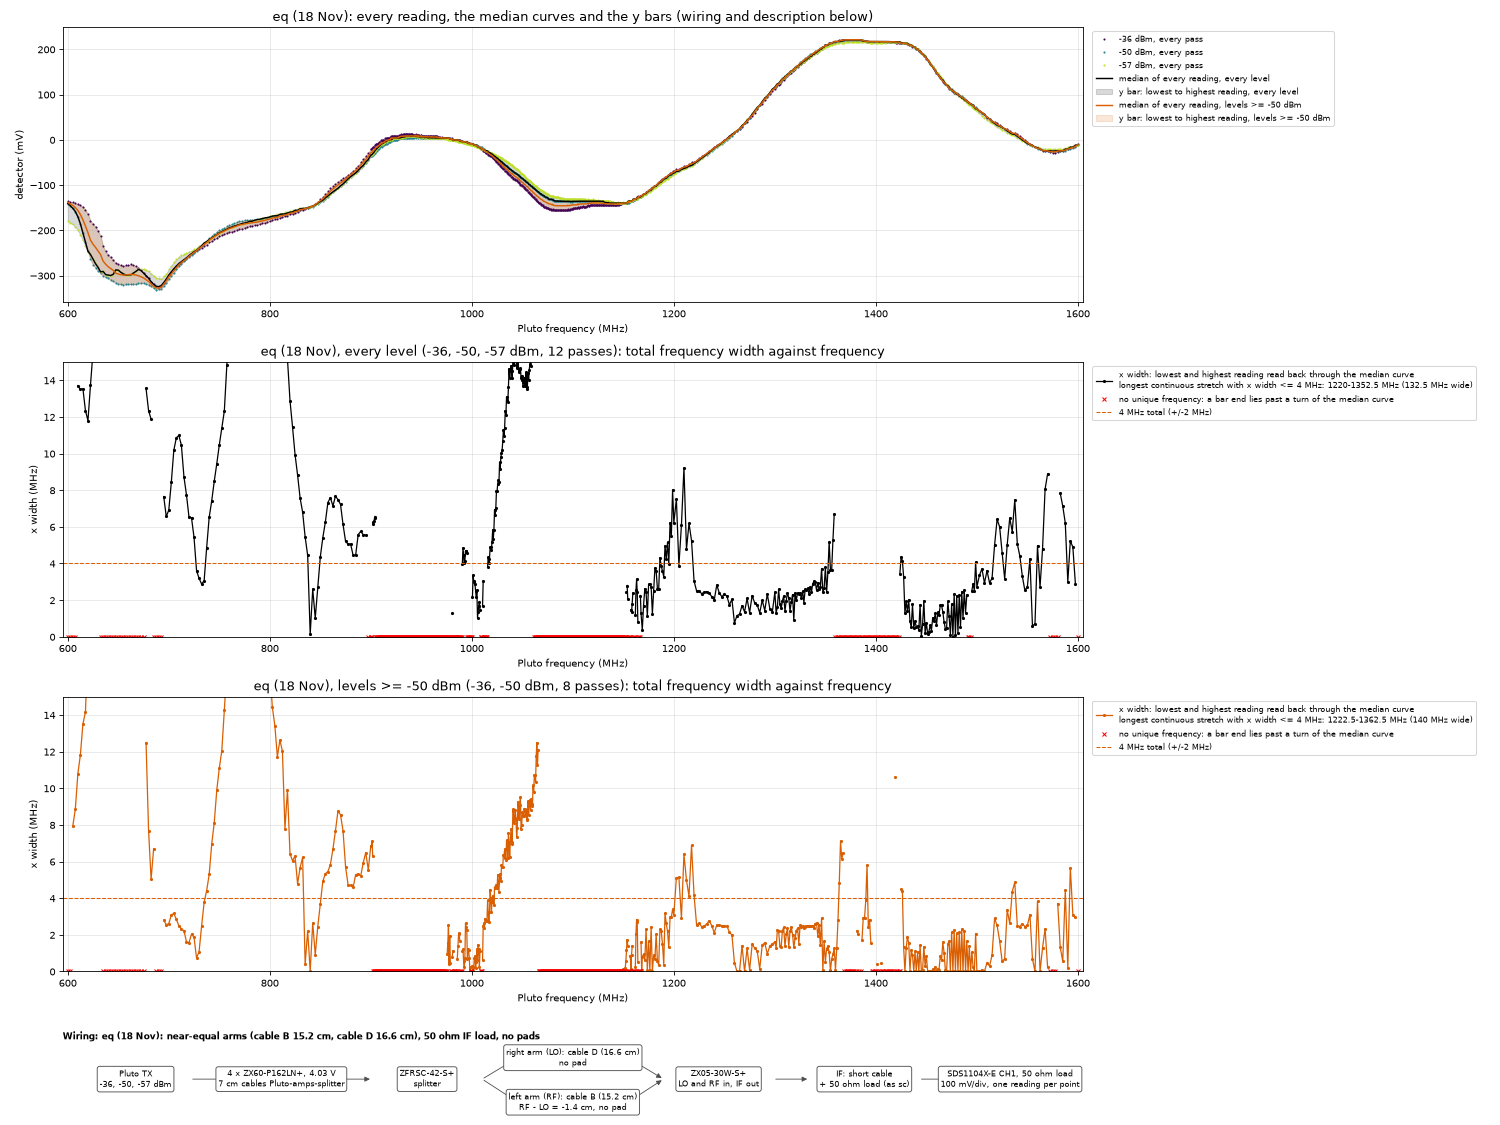 eq (18 Nov): every reading, the median curves and the y bars (wiring and description below)
200
100
0
−100
−200
−300
detector (mV)
600
800
1000
1200
1400
1600
Pluto frequency (MHz)
-36 dBm, every pass
-50 dBm, every pass
-57 dBm, every pass
median of every reading, every level
y bar: lowest to highest reading, every level
median of every reading, levels >= -50 dBm
y bar: lowest to highest reading, levels >= -50 dBm
eq (18 Nov), every level (-36, -50, -57 dBm, 12 passes): total frequency width against frequency
14
12
10
8
6
4
2
0
x width (MHz)
600
800
1000
1200
1400
1600
Pluto frequency (MHz)
x width: lowest and highest reading read back through the median curve
longest continuous stretch with x width <= 4 MHz: 1220-1352.5 MHz (132.5 MHz wide)
no unique frequency: a bar end lies past a turn of the median curve
4 MHz total (+/-2 MHz)
eq (18 Nov), levels >= -50 dBm (-36, -50 dBm, 8 passes): total frequency width against frequency
14
12
10
8
6
4
2
0
x width (MHz)
600
800
1000
1200
1400
1600
Pluto frequency (MHz)
x width: lowest and highest reading read back through the median curve
longest continuous stretch with x width <= 4 MHz: 1222.5-1362.5 MHz (140 MHz wide)
no unique frequency: a bar end lies past a turn of the median curve
4 MHz total (+/-2 MHz)
Wiring: eq (18 Nov): near-equal arms (cable B 15.2 cm, cable D 16.6 cm), 50 ohm IF load, no pads
Pluto TX
-36, -50, -57 dBm
4 x ZX60-P162LN+, 4.03 V
7 cm cables Pluto-amps-splitter
ZFRSC-42-S+
splitter
right arm (LO): cable D (16.6 cm)
no pad
left arm (RF): cable B (15.2 cm)
RF - LO = -1.4 cm, no pad
ZX05-30W-S+
LO and RF in, IF out
IF: short cable
+ 50 ohm load (as sc)
SDS1104X-E CH1, 50 ohm load
100 mV/div, one reading per point